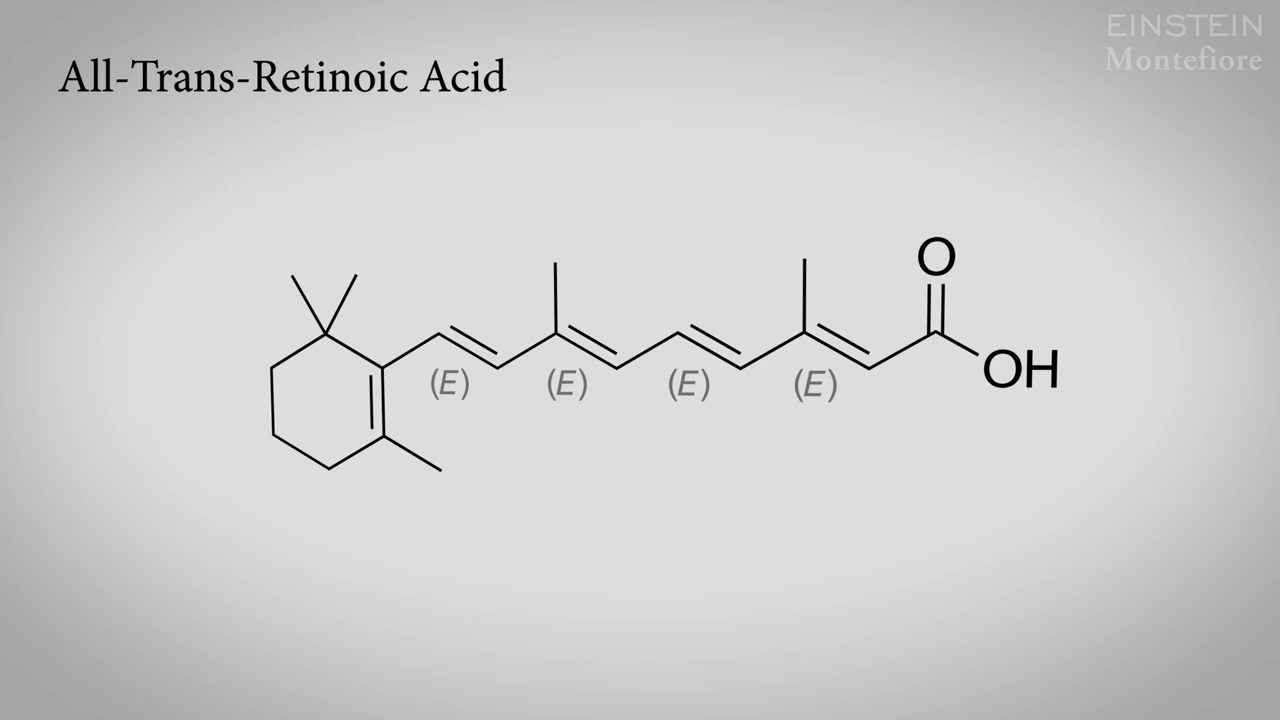 EINSTEIN
Montefiore
All-Trans-Retinoic Acid
O
OH
(E) (E) (E) (E)